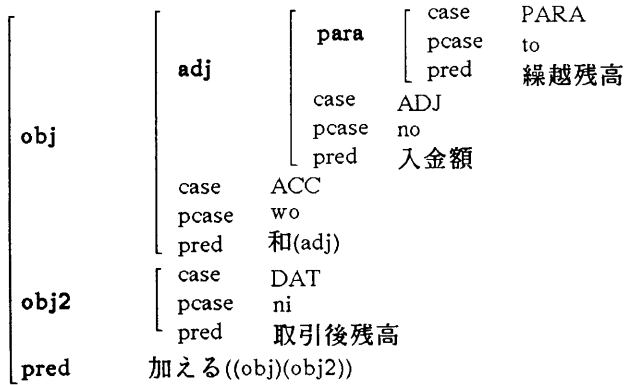 case PARA
para pcase to
pred 繰越残高
adj
case ADJ
pcase no
pred 入金額
obj
case ACC
pcase wo
pred 和(adj)
case DAT
obj2 pcase ni
pred 取引後残高
pred 加える((obj)(obj2))